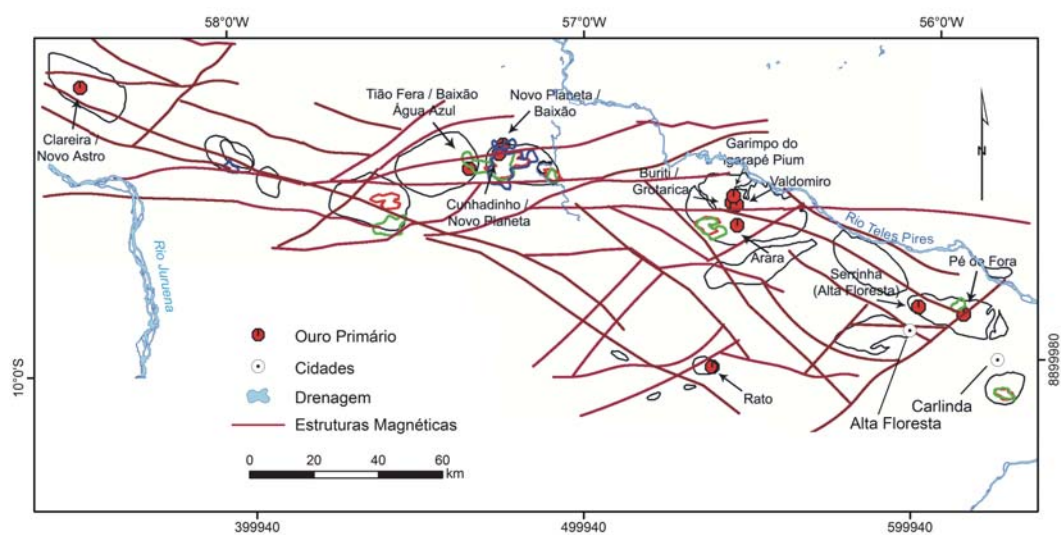 58°0'W
57°0'W
56°0'W
Tião Fera / Baixão
Água Azul
Novo Planeta /
Baixão
Clareira /
Novo Astro
Garimpo do
Igarapé Pium
Buriti /
Grotarica
Valdomiro
N
Cunhadinho /
Novo Planeta
Rio Teles Pires
Rio Juruena
Arara
Serrinha
(Alta Floresta)
Pé de Fora
Ouro Primário
Cidades
Drenagem
Estruturas Magnéticas
10°0'S
8899980
Rato
Carlinda
Alta Floresta
0 20 40 60
km
399940
499940
599940